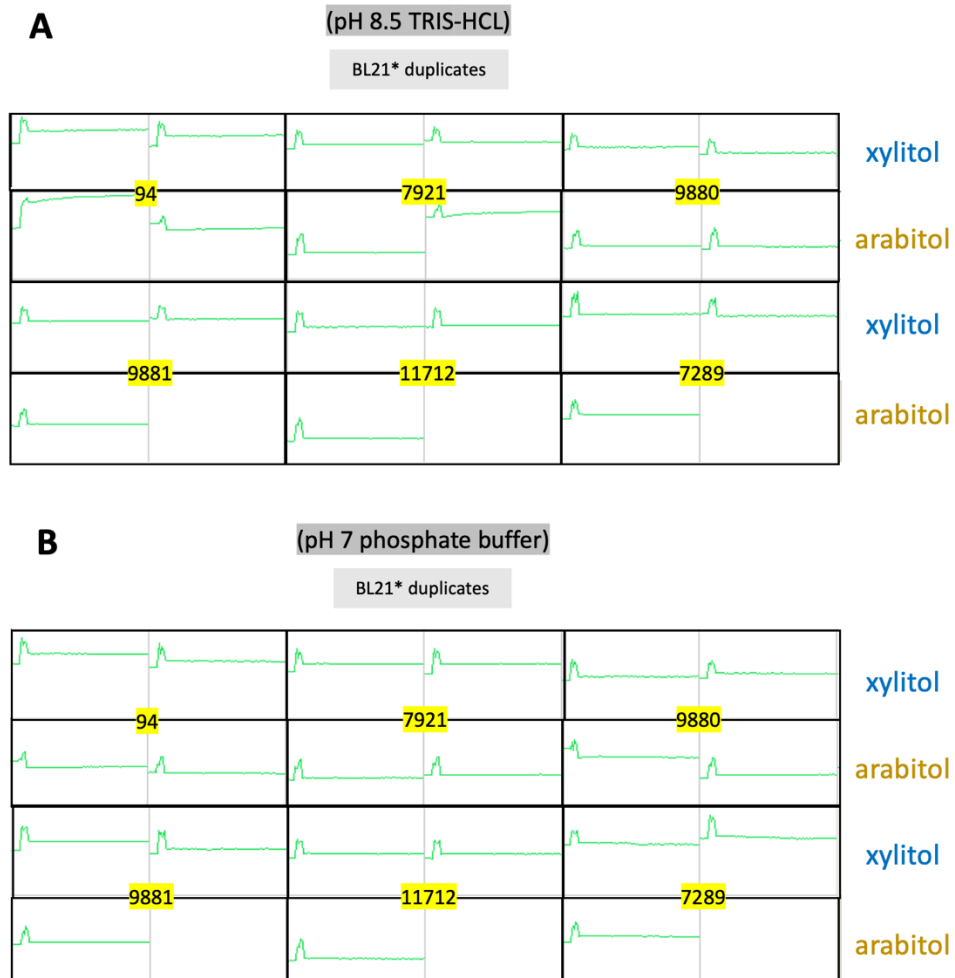 A
(pH 8.5 TRIS-HCL)
BL21* duplicates
xylitol
94 7921 9880
arabitol
xylitol
9881 11712 7289
arabitol
B
(pH 7 phosphate buffer)
BL21* duplicates
xylitol
94 7921 9880
arabitol
xylitol
9881 11712 7289
arabitol